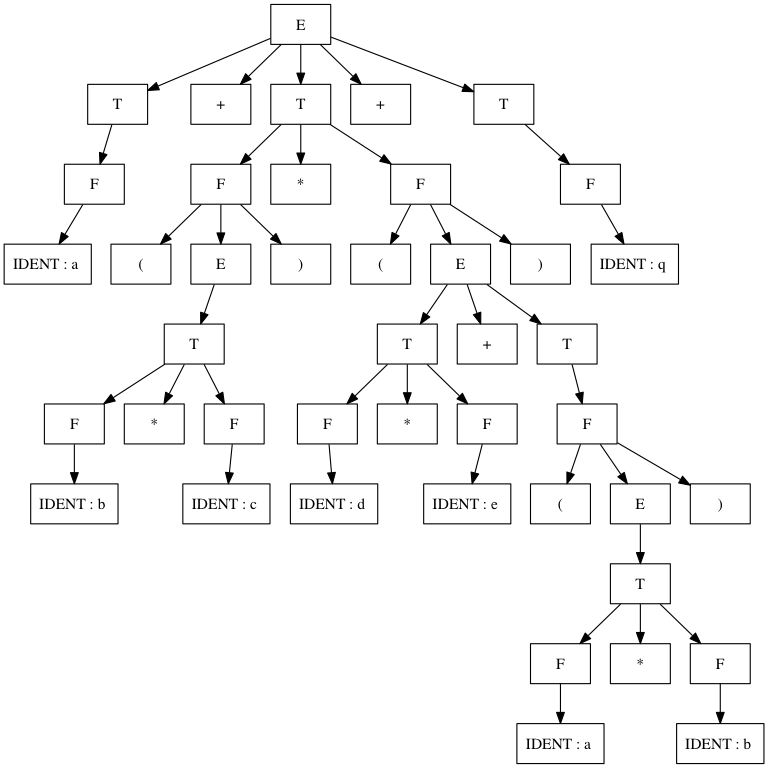 E
T + T + T
F F * F F
IDENT : a ( E ) ( E ) IDENT : q
T T + T
F * F F * F F
IDENT : b IDENT : c IDENT : d IDENT : e ( E )
T
F * F
IDENT : a IDENT : b